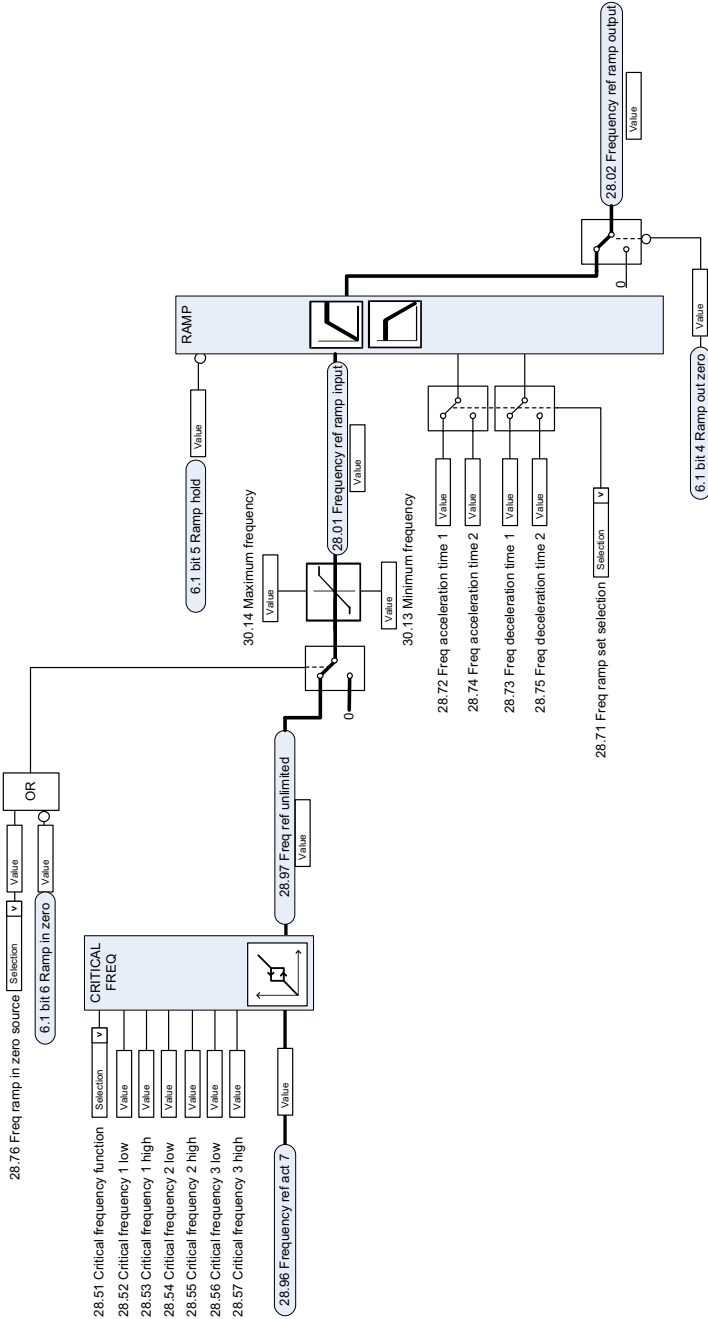 28.76 Freq ramp in zero source
Selection
v
Value
6.1 bit 6 Ramp in zero
Value
OR
28.51 Critical frequency function
Selection
v
28.52 Critical frequency 1 low
Value
28.53 Critical frequency 1 high
Value
28.54 Critical frequency 2 low
Value
28.55 Critical frequency 2 high
Value
28.56 Critical frequency 3 low
Value
28.57 Critical frequency 3 high
Value
28.96 Frequency ref act 7
Value
CRITICAL
FREQ
28.97 Freq ref unlimited
Value
0
30.14 Maximum frequency
Value
30.13 Minimum frequency
Value
28.01 Frequency ref ramp input
Value
6.1 bit 5 Ramp hold
Value
RAMP
28.72 Freq acceleration time 1
Value
28.74 Freq acceleration time 2
Value
28.73 Freq deceleration time 1
Value
28.75 Freq deceleration time 2
Value
28.71 Freq ramp set selection
Selection
v
0
28.02 Frequency ref ramp output
Value
6.1 bit 4 Ramp out zero
Value